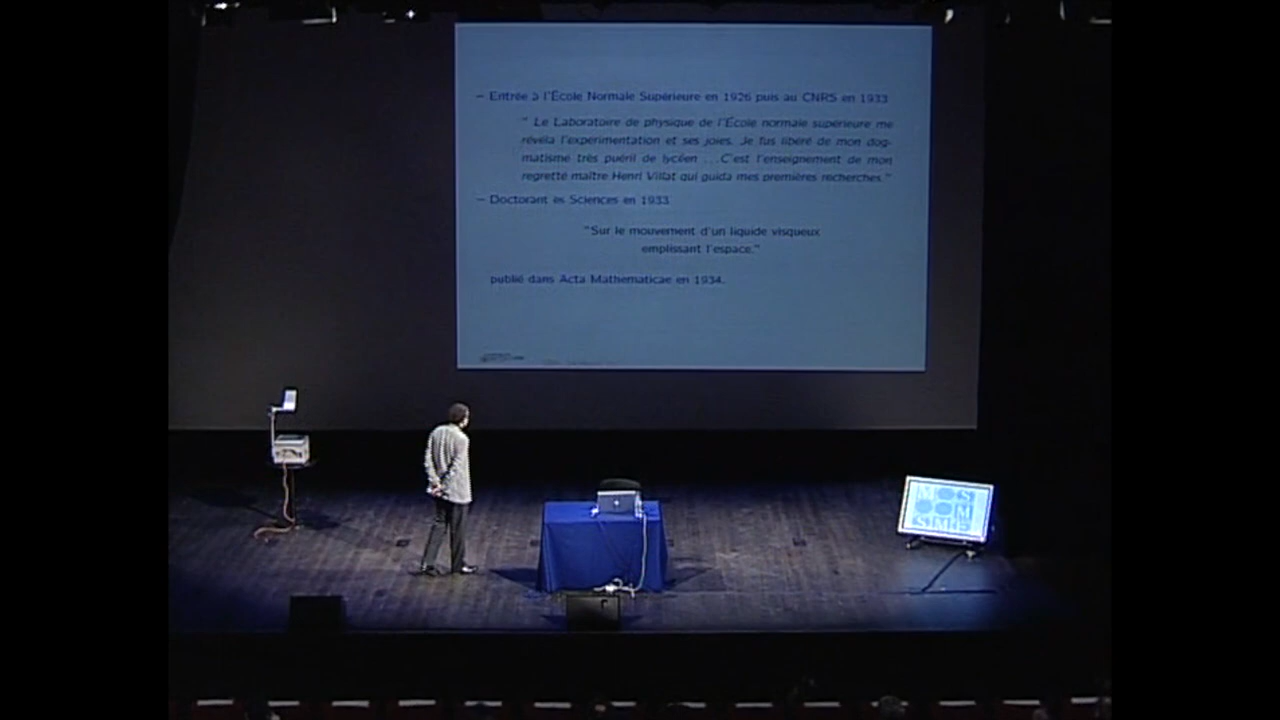 – Entrée à l'École Normale Supérieure en 1926 puis au CNRS en 1933
" Le Laboratoire de physique de l'École normale supérieure me
révéla l'expérimentation et ses joies. Je fus libéré de mon dog-
matisme très puéril de lycéen ...C'est l'enseignement de mon
regretté maître Henri Villat qui guida mes premières recherches."
– Doctorant ès Sciences en 1933
"Sur le mouvement d'un liquide visqueux
emplissant l'espace."
publié dans Acta Mathematicae en 1934.